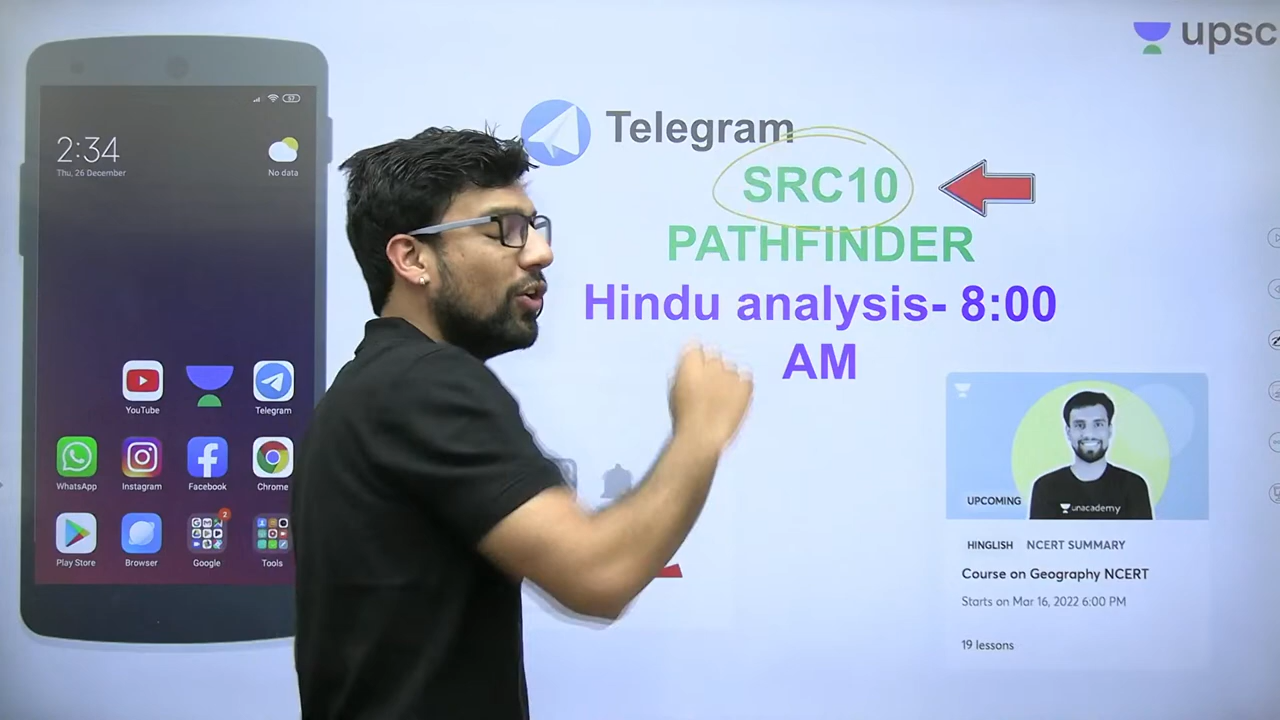 upsc
2:34
Thu, 26 December
57
No data
YouTube
Telegram
WhatsApp
Instagram
Facebook
Chrome
Play Store
Browser
2
Google
Tools
Telegram
SRC10
PATHFINDER
Hindu analysis- 8:00
AM
UPCOMING
unacademy
HINGLISH NCERT SUMMARY
Course on Geography NCERT
Starts on Mar 16, 2022 6:00 PM
19 lessons